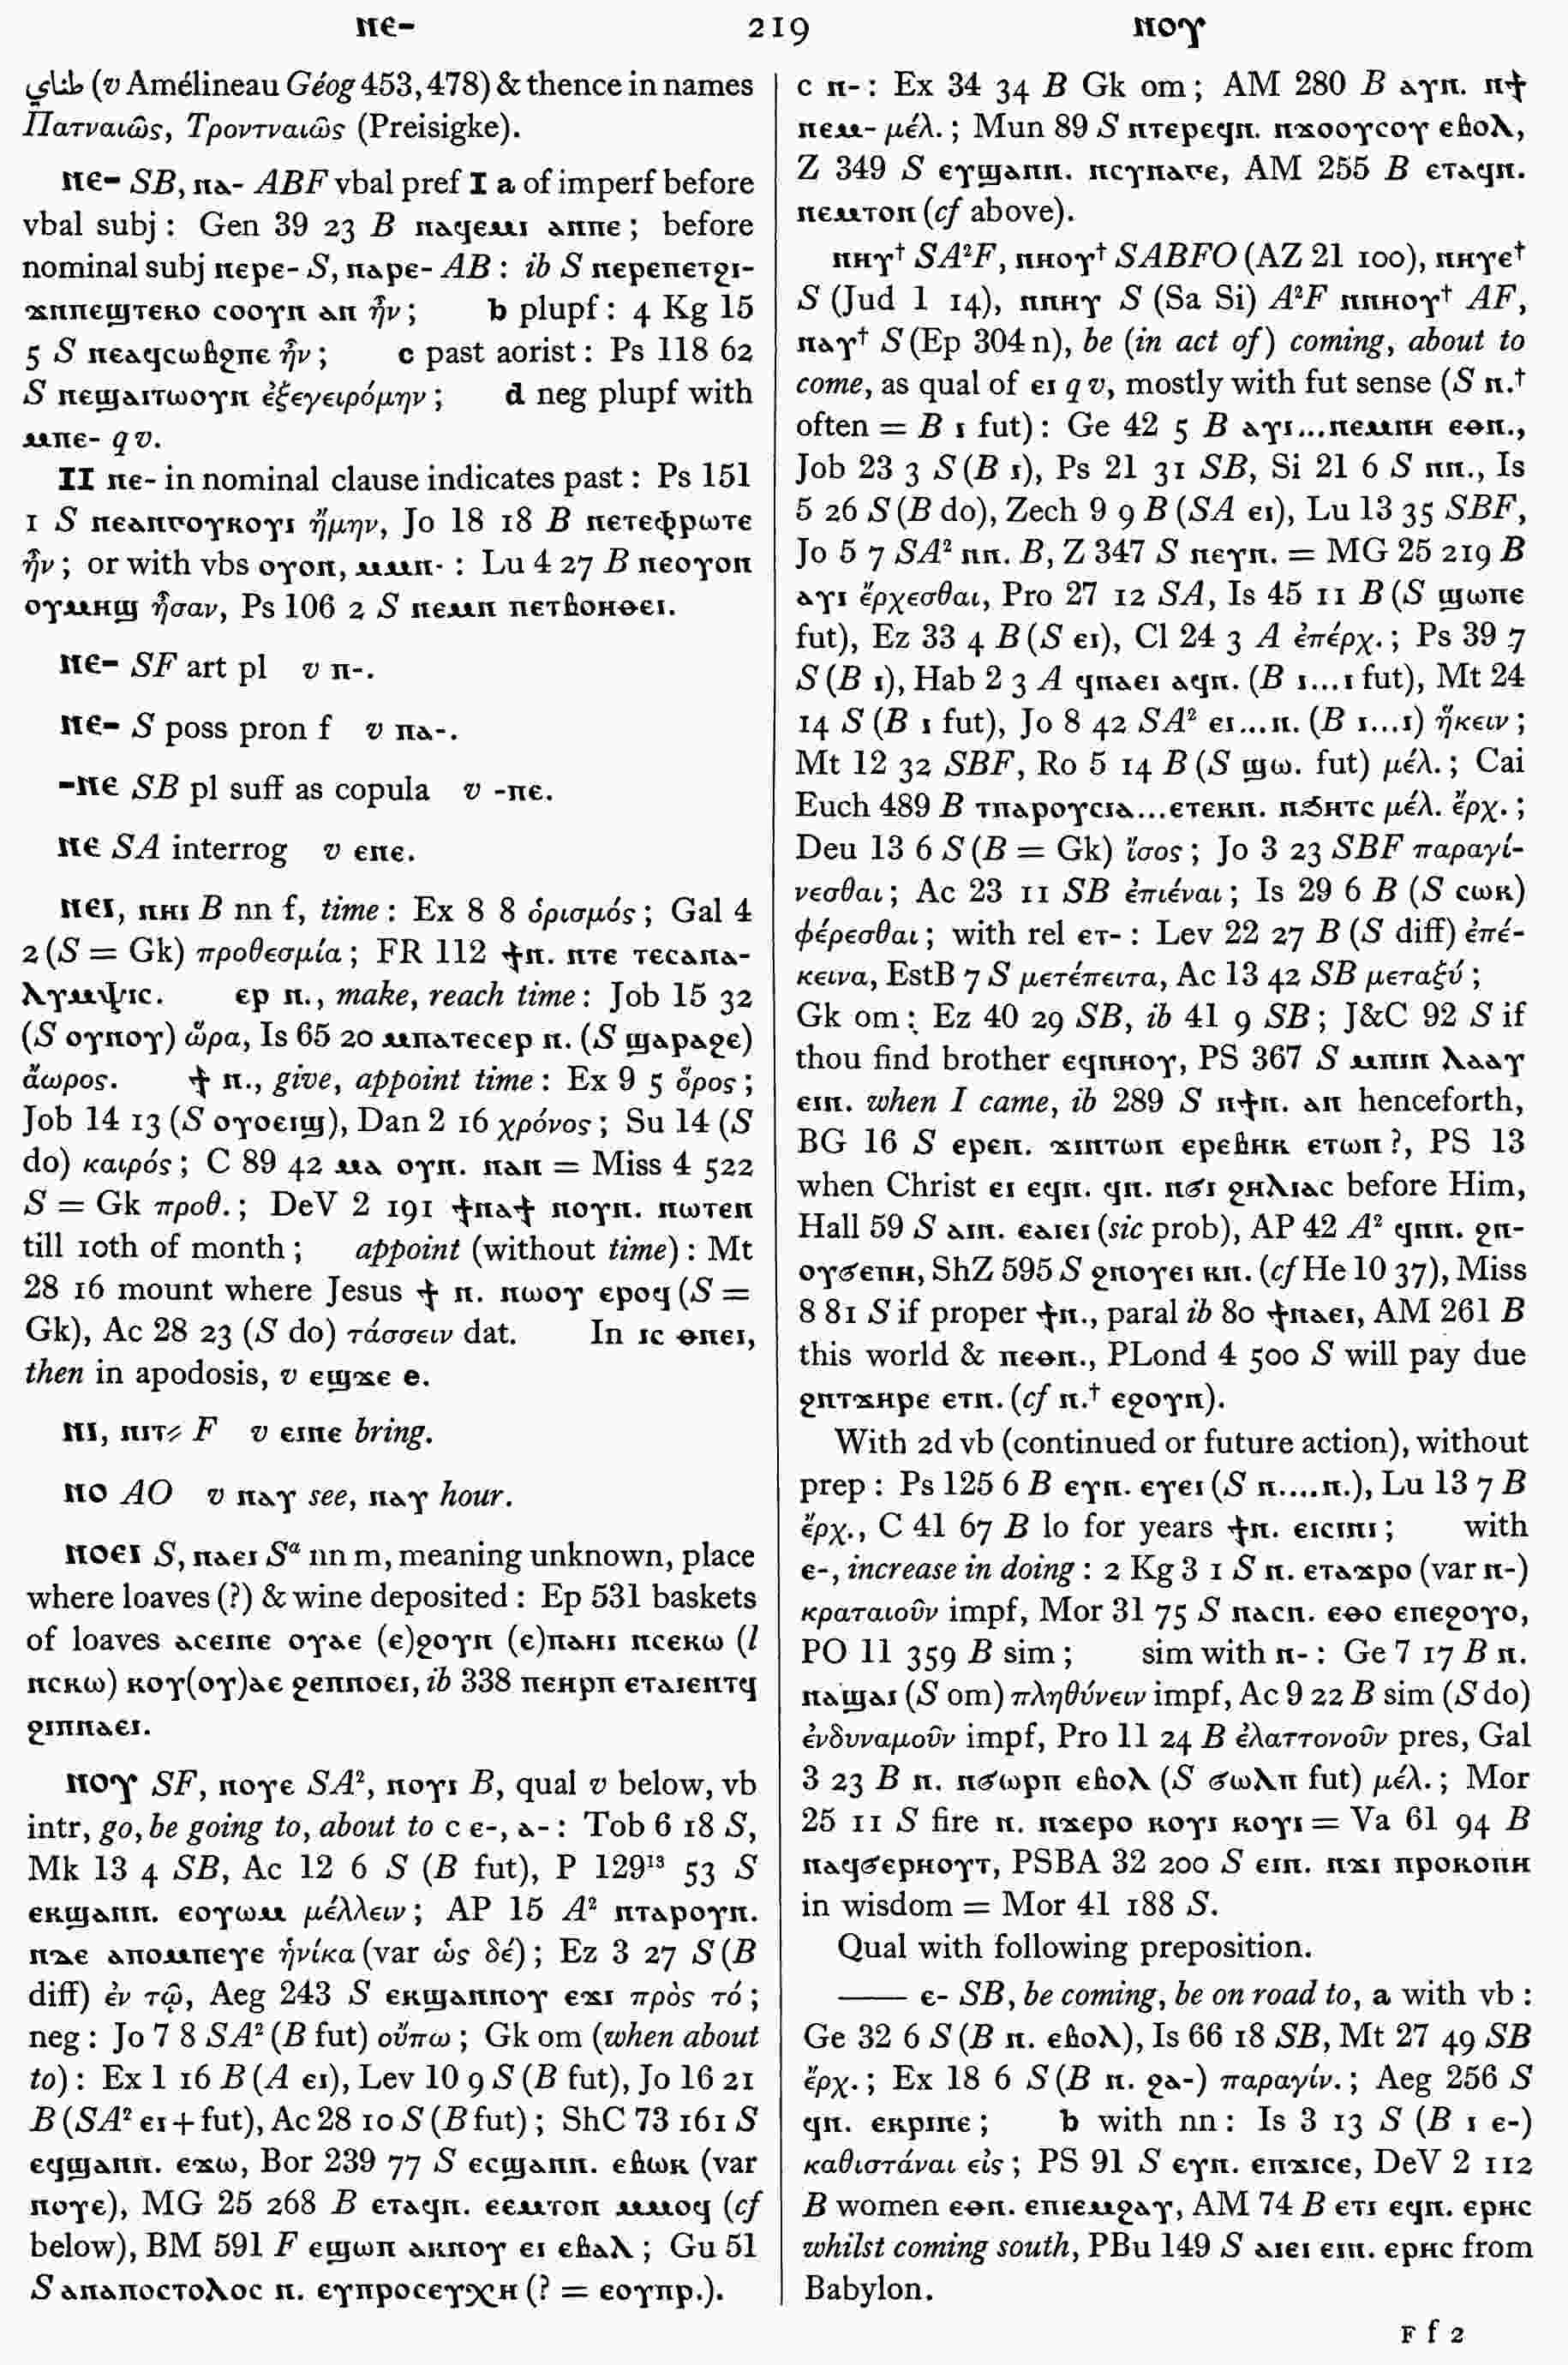 ⲛⲉ-
219
ⲛⲟⲩ
طناي (v Amélineau Géog 453, 478) & thence in names
Πατναιῶς, Τροντναιῶς (Preisigke).
ⲛⲉ- SB, ⲛⲁ- ABF vbal pref I a of imperf before
vbal subj : Gen 39 23 B ⲛⲁϥⲉⲙⲓ ⲁⲛⲡⲉ ; before
nominal subj ⲛⲉⲣⲉ- S, ⲛⲁⲣⲉ- AB : ib S ⲛⲉⲣⲉⲡⲉⲧϩⲓ-
ϫⲙⲡⲉϣⲧⲉⲕⲟ ⲥⲟⲟⲩⲛ ⲁⲛ ἦν ; b plupf : 4 Kg 15
5 S ⲛⲉⲁϥⲥⲱⲃϩⲡⲉ ἦν ; c past aorist : Ps 118 62
S ⲛⲉϣⲁⲓⲧⲱⲟⲩⲛ ἐξεγειρόμην ; d neg plupf with
ⲙⲡⲉ- q v.
II ⲛⲉ- in nominal clause indicates past : Ps 151
1 S ⲛⲉⲁⲛⲅⲟⲩⲕⲟⲩⲓ ἤμην, Jo 18 18 B ⲛⲉⲧⲉⲫⲣⲱⲧⲉ
ἦν ; or with vbs ⲟⲩⲟⲛ, ⲙⲙⲛ- : Lu 4 27 B ⲛⲉⲟⲩⲟⲛ
ⲟⲩⲙⲏϣ ἦσαν, Ps 106 2 S ⲛⲉⲙⲛ ⲡⲉⲧⲃⲟⲏⲑⲉⲓ.
ⲛⲉ- SF art pl v ⲡ-.
ⲛⲉ- S poss pron f v ⲡⲁ-.
-ⲛⲉ SB pl suff as copula v -ⲡⲉ.
ⲛⲉ SA interrog v ⲉⲛⲉ.
ⲛⲉⲓ, ⲛⲏⲓ B nn f, time : Ex 8 8 ὁρισμός ; Gal 4
2 (S = Gk) προθεσμία ; FR 112 ϯⲛ. ⲛⲧⲉ ⲧⲉⲥⲁⲛⲁ-
ⲗⲩⲙⲯⲓⲥ. ⲉⲣ ⲛ., make, reach time : Job 15 32
(S ⲟⲩⲛⲟⲩ) ὥρα, Is 65 20 ⲙⲡⲁⲧⲉⲥⲉⲣ ⲛ. (S ϣⲁⲣⲁϩⲉ)
ἄωρος. ϯ ⲛ., give, appoint time : Ex 9 5 ὅρος ;
Job 14 13 (S ⲟⲩⲟⲉⲓϣ), Dan 2 16 χρόνος ; Su 14 (S
do) καιρός ; C 89 42 ⲙⲁ ⲟⲩⲛ. ⲛⲁⲛ = Miss 4 522
S = Gk προθ. ; DeV 2 191 ϯⲛⲁϯ ⲛⲟⲩⲛ. ⲛⲱⲧⲉⲛ
till 10th of month ; appoint (without time) : Mt
28 16 mount where Jesus ϯ ⲛ. ⲛⲱⲟⲩ ⲉⲣⲟϥ (S =
Gk), Ac 28 23 (S do) τάσσειν dat. In ⲓⲥ ⲑⲛⲉⲓ,
then in apodosis, v ⲉϣϫⲉ e.
ⲛⲓ, ⲛⲓⲧ⸗ F v ⲉⲓⲛⲉ bring.
ⲛⲟ AO v ⲛⲁⲩ see, ⲛⲁⲩ hour.
ⲛⲟⲉⲓ S, ⲛⲁⲉⲓ Sᵃ nn m, meaning unknown, place
where loaves (?) & wine deposited : Ep 531 baskets
of loaves ⲁⲥⲉⲓⲛⲉ ⲟⲩⲇⲉ (ⲉ)ϩⲟⲩⲛ (ⲉ)ⲡⲁⲏⲓ ⲛⲥⲉⲕⲱ (l
ⲛⲥⲕⲱ) ⲕⲟⲩ(ⲟⲩ)ⲇⲉ ϩⲉⲛⲡⲛⲟⲉⲓ, ib 338 ⲡⲉⲏⲣⲡ ⲉⲧⲁⲓⲉⲛⲧϥ
ϩⲓⲡⲛⲁⲉⲓ.
ⲛⲟⲩ SF, ⲛⲟⲩⲉ SA², ⲛⲟⲩⲓ B, qual v below, vb
intr, go, be going to, about to c ⲉ-, ⲁ- : Tob 6 18 S,
Mk 13 4 SB, Ac 12 6 S (B fut), P 129¹³ 53 S
ⲉⲕϣⲁⲛⲛ. ⲉⲟⲩⲱⲙ μέλλειν ; AP 15 A² ⲛⲧⲁⲣⲟⲩⲛ.
ⲛⲇⲉ ⲁⲡⲟⲙⲡⲉⲩⲉ ἡνίκα (var ὡς δέ) ; Ez 3 27 S (B
diff) ἐν τῷ, Aeg 243 S ⲉⲕϣⲁⲛⲛⲟⲩ ⲉϫⲓ πρὸς τό ;
neg : Jo 7 8 SA² (B fut) οὔπω ; Gk om (when about
to) : Ex 1 16 B (A ⲉⲓ), Lev 10 9 S (B fut), Jo 16 21
B (SA² ⲉⲓ + fut), Ac 28 10 S (B fut) ; ShC 73 161 S
ⲉϥϣⲁⲛⲛ. ⲉϫⲱ, Bor 239 77 S ⲉⲥϣⲁⲛⲛ. ⲉⲃⲱⲕ (var
ⲛⲟⲩⲉ), MG 25 268 B ⲉⲧⲁϥⲛ. ⲉⲉⲙⲧⲟⲛ ⲙⲙⲟϥ (cf
below), BM 591 F ⲉϣⲱⲡ ⲁⲕⲛⲟⲩ ⲉⲓ ⲉⲃⲁⲗ ; Gu 51
S ⲁⲛⲁⲡⲟⲥⲧⲟⲗⲟⲥ ⲛ. ⲉⲩⲡⲣⲟⲥⲉⲩⲭⲏ (? = ⲉⲟⲩⲡⲣ.).
c ⲛ- : Ex 34 34 B Gk om ; AM 280 B ⲁⲩⲛ. ⲛϯ
ⲛⲉⲙ- μέλ. ; Mun 89 S ⲛⲧⲉⲣⲉϥⲛ. ⲛϫⲟⲟⲩⲥⲟⲩ ⲉⲃⲟⲗ,
Z 349 S ⲉⲩϣⲁⲛⲛ. ⲛⲥⲩⲛⲁⲅⲉ, AM 255 B ⲉⲧⲁϥⲛ.
ⲛⲉⲙⲧⲟⲛ (cf above).
ⲛⲏⲩ† SA²F, ⲛⲏⲟⲩ† SABFO (AZ 21 100), ⲛⲏⲩⲉ†
S (Jud 1 14), ⲛⲛⲏⲩ S (Sa Si) A²F ⲛⲛⲏⲟⲩ† AF,
ⲛⲁⲩ† S (Ep 304 n), be (in act of) coming, about to
come, as qual of ⲉⲓ q v, mostly with fut sense (S ⲛ.†
often = B ⲓ fut) : Ge 42 5 B ⲁⲩⲓ...ⲛⲉⲙⲛⲏ ⲉⲑⲛ.,
Job 23 3 S (B ⲓ), Ps 21 31 SB, Si 21 6 S ⲛⲛ., Is
5 26 S (B do), Zech 9 9 B (SA ⲉⲓ), Lu 13 35 SBF,
Jo 5 7 SA² ⲛⲛ. B, Z 347 S ⲛⲉⲩⲛ. = MG 25 219 B
ⲁⲩⲓ ἔρχεσθαι, Pro 27 12 SA, Is 45 11 B (S ϣⲱⲡⲉ
fut), Ez 33 4 B (S ⲉⲓ), Cl 24 3 A ἐπέρχ. ; Ps 39 7
S (B ⲓ), Hab 2 3 A ϥⲛⲁⲉⲓ ⲁϥⲛ. (B ⲓ...ⲓ fut), Mt 24
14 S (B ⲓ fut), Jo 8 42 SA² ⲉⲓ...ⲛ. (B ⲓ...ⲓ) ἥκειν ;
Mt 12 32 SBF, Ro 5 14 B (S ϣⲱ. fut) μέλ. ; Cai
Euch 489 B ⲧⲡⲁⲣⲟⲩⲥⲓⲁ...ⲉⲧⲉⲕⲛ. ⲛϧⲏⲧⲥ μέλ. ἔρχ. ;
Deu 13 6 S (B = Gk) ἴσος ; Jo 3 23 SBF παραγί-
νεσθαι ; Ac 23 11 SB ἐπιέναι ; Is 29 6 B (S ⲥⲱⲕ)
φέρεσθαι ; with rel ⲉⲧ- : Lev 22 27 B (S diff) ἐπέ-
κεινα, EstB 7 S μετέπειτα, Ac 13 42 SB μεταξύ ;
Gk om : Ez 40 29 SB, ib 41 9 SB ; J&C 92 S if
thou find brother ⲉϥⲛⲏⲟⲩ, PS 367 S ⲙⲡⲓⲛ ⲗⲁⲁⲩ
ⲉⲓⲛ. when I came, ib 289 S ⲛϯⲛ. ⲁⲛ henceforth,
BG 16 S ⲉⲣⲉⲛ. ϫⲓⲛⲧⲱⲛ ⲉⲣⲉⲃⲏⲕ ⲉⲧⲱⲛ ?, PS 13
when Christ ⲉⲓ ⲉϥⲛ. ϥⲛ. ⲛϭⲓ ϩⲏⲗⲓⲁⲥ before Him,
Hall 59 S ⲁⲓⲛ. ⲉⲁⲓⲉⲓ (sic prob), AP 42 A² ϥⲛⲛ. ϩⲛ-
ⲟⲩϭⲉⲡⲏ, ShZ 595 S ϩⲛⲟⲩⲉⲓ ⲕⲛ. (cf He 10 37), Miss
8 81 S if proper ϯⲛ., paral ib 80 ϯⲛⲁⲉⲓ, AM 261 B
this world & ⲡⲉⲑⲛ., PLond 4 500 S will pay due
ϩⲛⲧϫⲏⲣⲉ ⲉⲧⲛ. (cf ⲛ.† ⲉϩⲟⲩⲛ).
With 2d vb (continued or future action), without
prep : Ps 125 6 B ⲉⲩⲛ. ⲉⲩⲉⲓ (S ⲛ....ⲛ.), Lu 13 7 B
ἔρχ., C 41 67 B lo for years ϯⲛ. ⲉⲓⲥⲓⲛⲓ ; with
ⲉ-, increase in doing : 2 Kg 3 1 S ⲛ. ⲉⲧⲁϫⲣⲟ (var ⲛ-)
κραταιοῦν impf, Mor 31 75 S ⲛⲁⲥⲛ. ⲉⲑⲟ ⲉⲡⲉϩⲟⲩⲟ,
PO 11 359 B sim ; sim with ⲛ- : Ge 7 17 B ⲛ.
ⲛⲁϣⲁⲓ (S om) πληθύνειν impf, Ac 9 22 B sim (S do)
ἐνδυναμοῦν impf, Pro 11 24 B ἐλαττονοῦν pres, Gal
3 23 B ⲛ. ⲛϭⲱⲣⲡ ⲉⲃⲟⲗ (S ϭⲱⲗⲡ fut) μέλ. ; Mor
25 11 S fire ⲛ. ⲛϫⲉⲣⲟ ⲕⲟⲩⲓ ⲕⲟⲩⲓ = Va 61 94 B
ⲛⲁϥϭⲉⲣⲏⲟⲩⲧ, PSBA 32 200 S ⲉⲓⲛ. ⲛϫⲓ ⲡⲣⲟⲕⲟⲡⲏ
in wisdom = Mor 41 188 S.
Qual with following preposition.
—— ⲉ- SB, be coming, be on road to, a with vb :
Ge 32 6 S (B ⲛ. ⲉⲃⲟⲗ), Is 66 18 SB, Mt 27 49 SB
ἔρχ. ; Ex 18 6 S (B ⲛ. ϩⲁ-) παραγίν. ; Aeg 256 S
ϥⲛ. ⲉⲕⲣⲓⲛⲉ ; b with nn : Is 3 13 S (B ⲓ ⲉ-)
καθιστάναι εἰς ; PS 91 S ⲉⲩⲛ. ⲉⲡϫⲓⲥⲉ, DeV 2 112
B women ⲉⲑⲛ. ⲉⲡⲓⲉⲙϩⲁⲩ, AM 74 B ⲉⲧⲓ ⲉϥⲛ. ⲉⲣⲏⲥ
whilst coming south, PBu 149 S ⲁⲓⲉⲓ ⲉⲓⲛ. ⲉⲣⲏⲥ from
Babylon.
F f 2